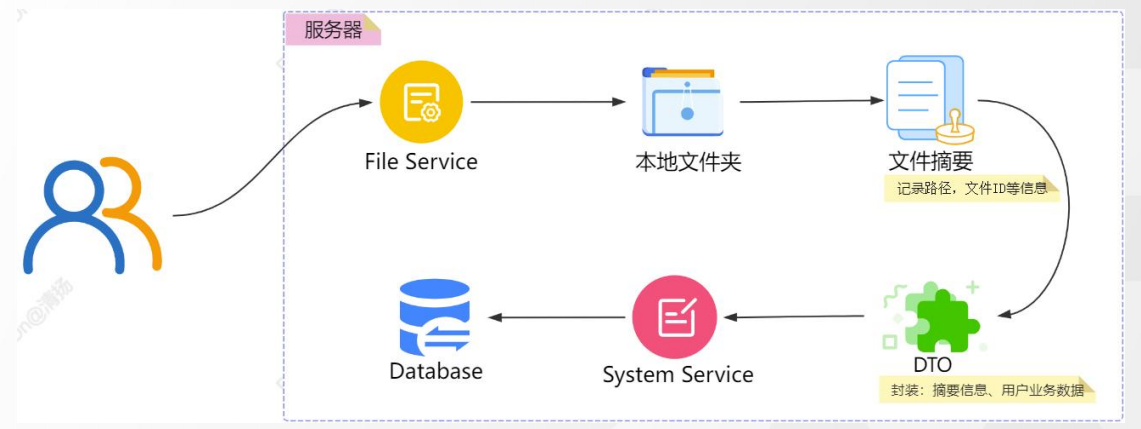 服务器
File Service
本地文件夹
文件摘要
记录路径，文件ID等信息
Database
System Service
DTO
封装：摘要信息、用户业务数据